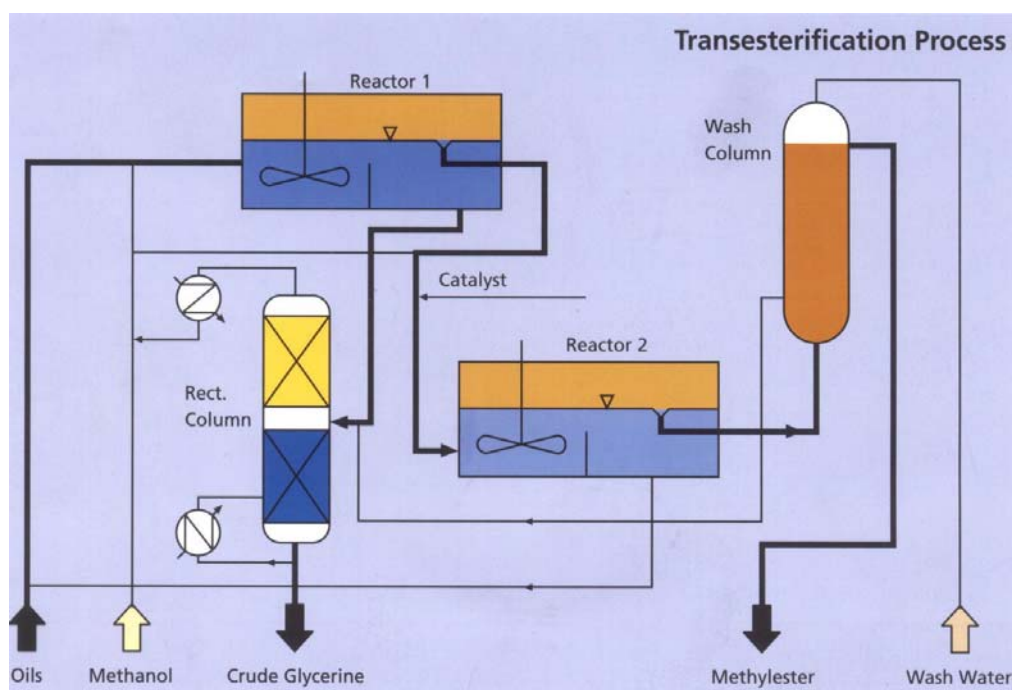 Transesterification Process
Reactor 1
Wash
Column
Catalyst
Reactor 2
Rect.
Column
Oils
Methanol
Crude Glycerine
Methylester
Wash Water